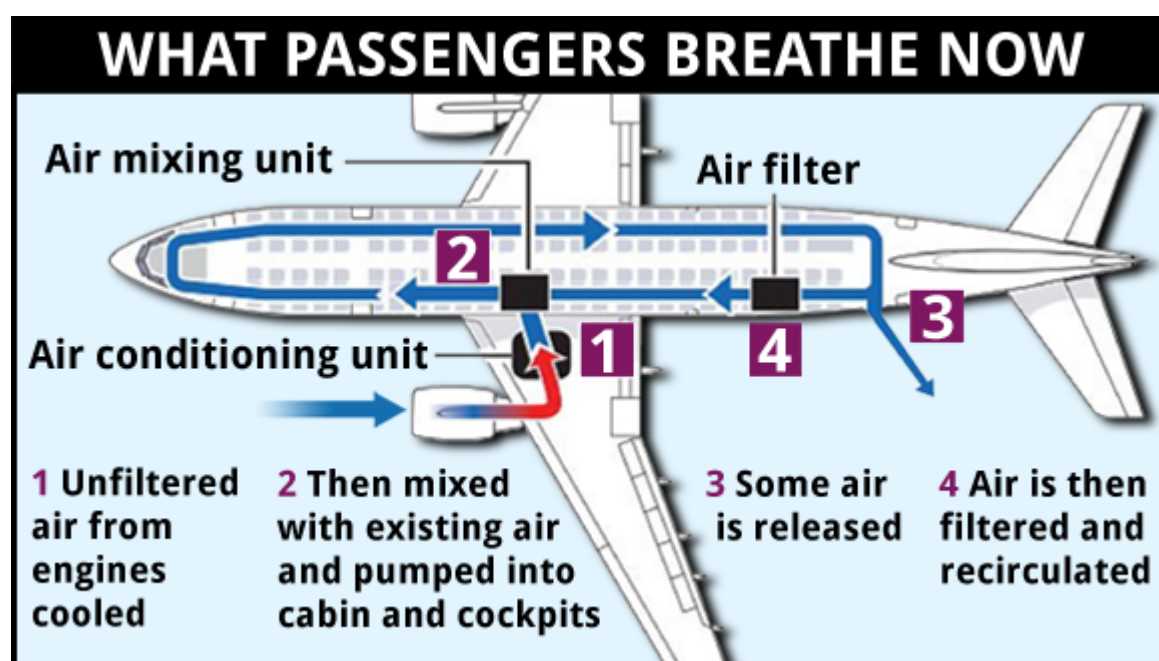 WHAT PASSENGERS BREATHE NOW
Air mixing unit
Air filter
2
3
Air conditioning unit
1
4
1 Unfiltered
air from
engines
cooled
2 Then mixed
with existing air
and pumped into
cabin and cockpits
3 Some air
is released
4 Air is then
filtered and
recirculated